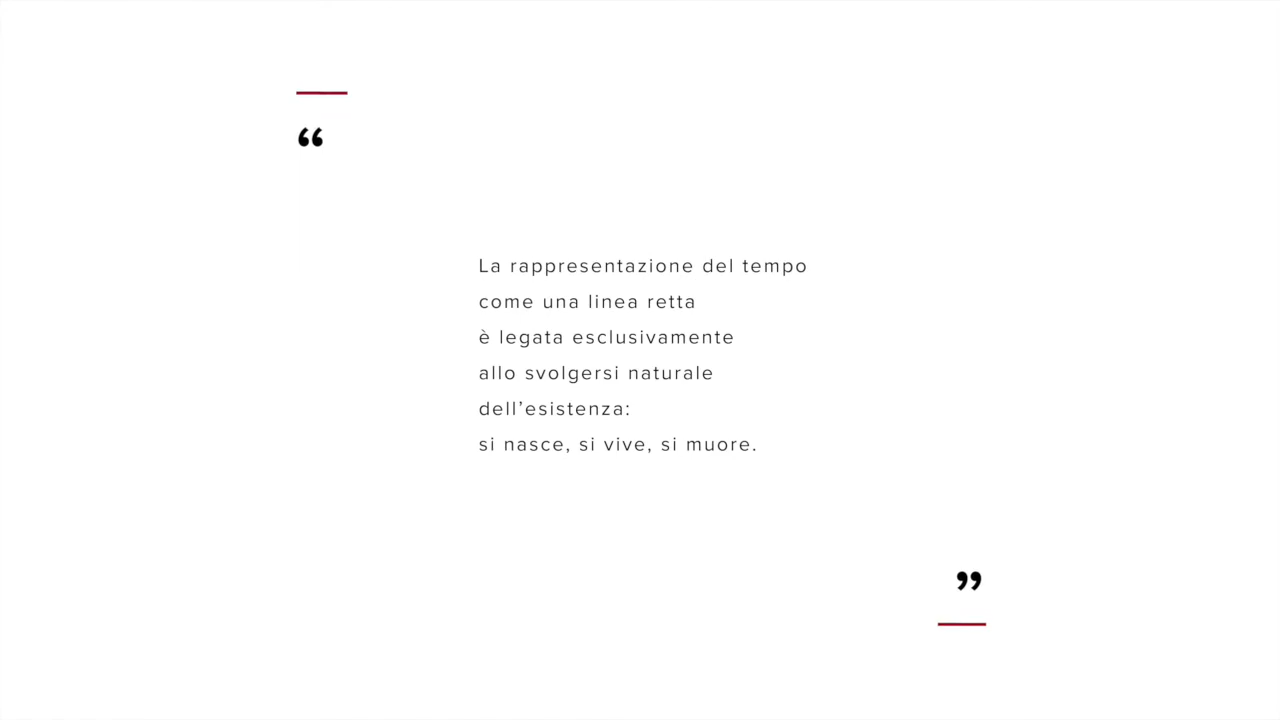 “
La rappresentazione del tempo
come una linea retta
è legata esclusivamente
allo svolgersi naturale
dell’esistenza:
si nasce, si vive, si muore.
”